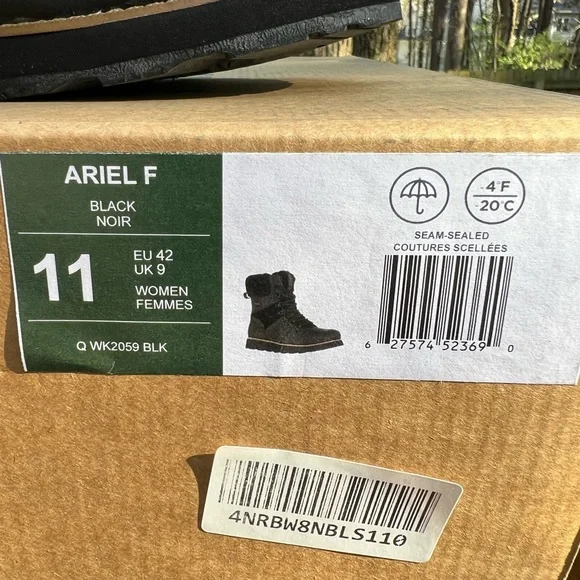 ARIEL F
BLACK
NOIR
11
EU 42
UK 9
WOMEN
FEMMES
Q WK2059 BLK
-4°F
-20°C
SEAM-SEALED
COUTURES SCELLÉES
6 27574 52369 0
4NRBW8NBLS110